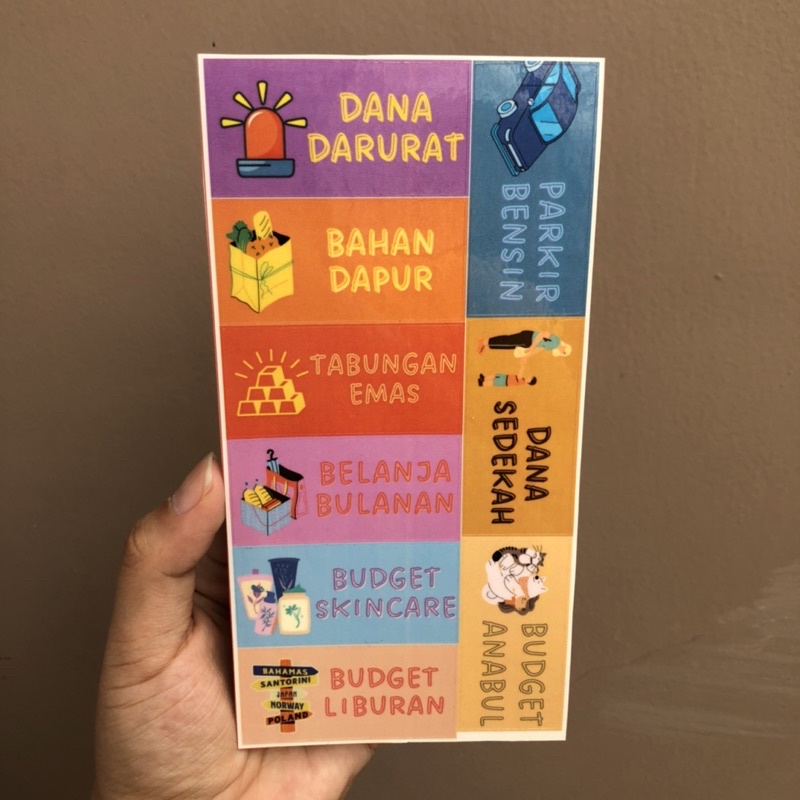 DANA
DARURAT
BAHAN
DAPUR
TABUNGAN
EMAS
BELANJA
BULANAN
BUDGET
SKINCARE
BAHAMAS
SANTORINI
JAPAN
NORWAY
POLAND
BUDGET
LIBURAN
PARKIR
BENSIN
DANA
SEDEKAH
BUDGET
ANABUL